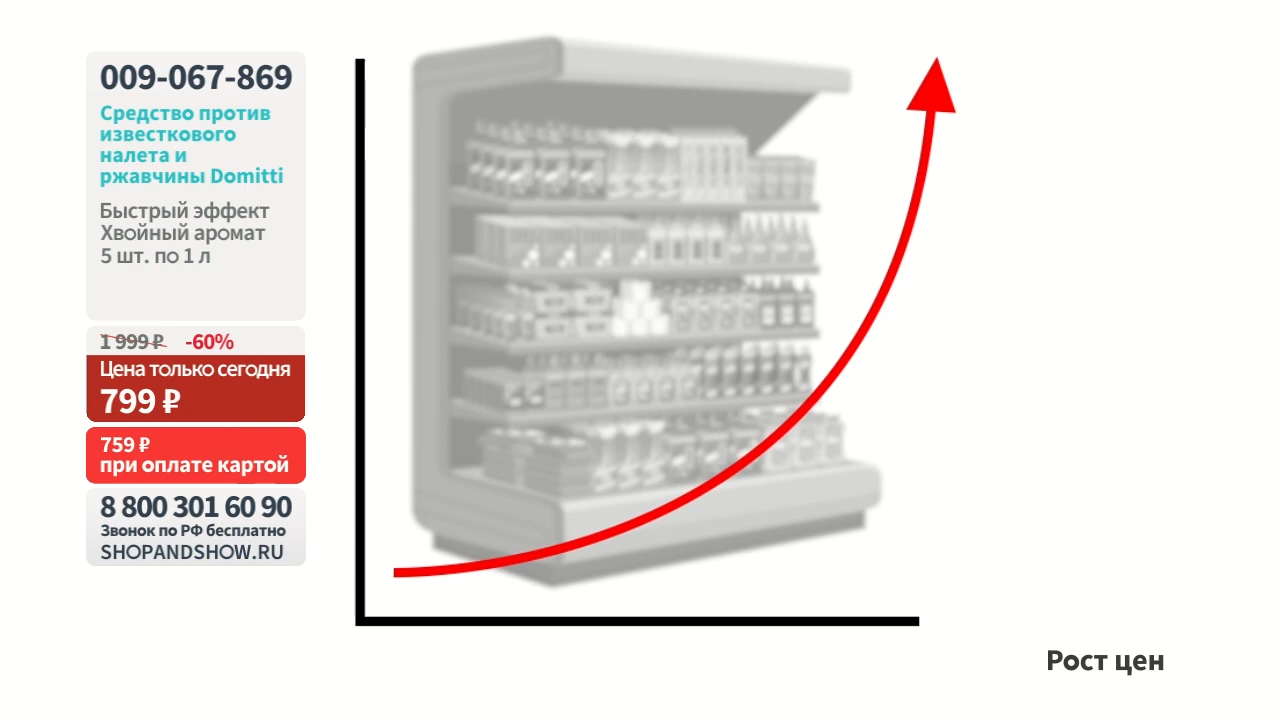 009-067-869
Средство против
известкового
налета и
ржавчины Domitti
Быстрый эффект
Хвойный аромат
5 шт. по 1 л
1 999 ₽ -60%
Цена только сегодня
799 ₽
759 ₽
при оплате картой
8 800 301 60 90
Звонок по РФ бесплатно
SHOPANDSHOW.RU
Рост цен